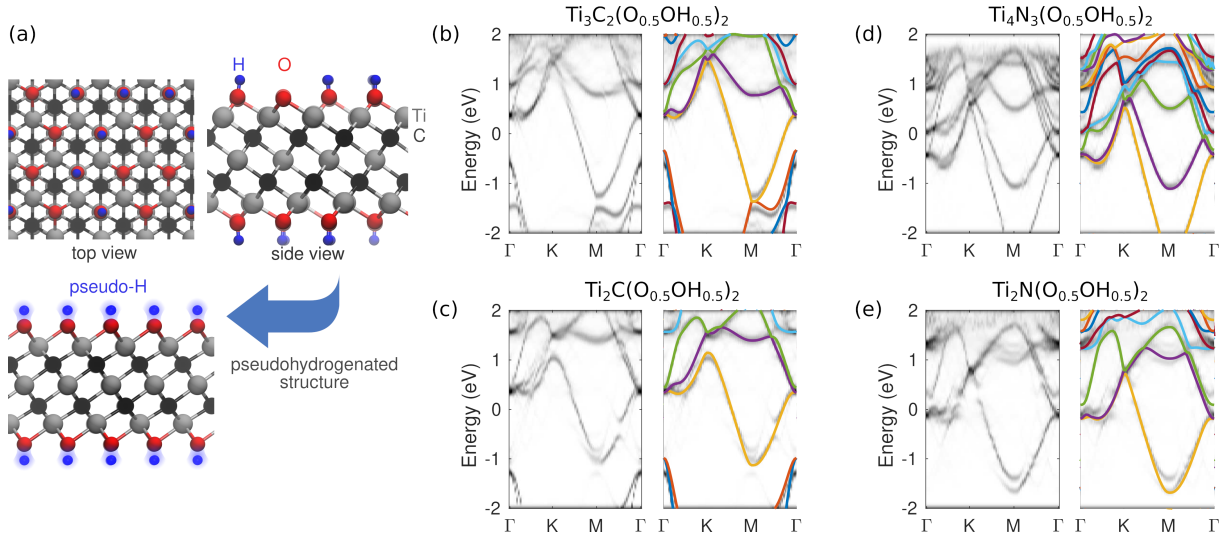 (a)
H
O
Ti
C
top view
side view
pseudo-H
pseudohydrogenated
structure
(b)
Ti₃C₂(O₀.₅OH₀.₅)₂
Energy (eV)
2
1
0
-1
-2
Γ K M Γ
Γ K M Γ
(c)
Ti₂C(O₀.₅OH₀.₅)₂
Energy (eV)
2
1
0
-1
-2
Γ K M Γ
Γ K M Γ
(d)
Ti₄N₃(O₀.₅OH₀.₅)₂
Energy (eV)
2
1
0
-1
-2
Γ K M Γ
Γ K M Γ
(e)
Ti₂N(O₀.₅OH₀.₅)₂
Energy (eV)
2
1
0
-1
-2
Γ K M Γ
Γ K M Γ